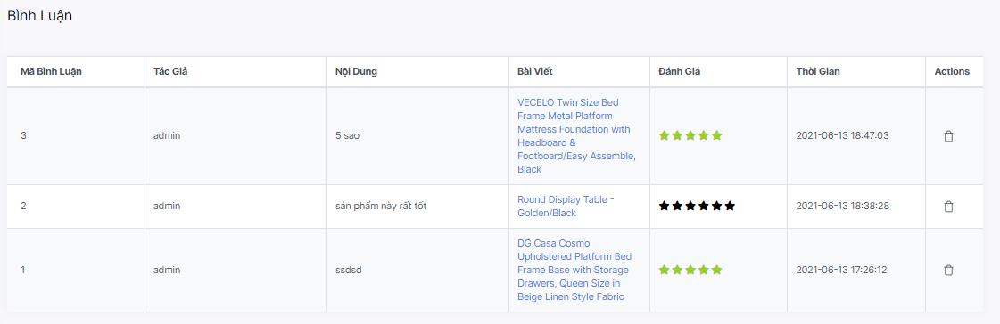 Bình Luận
Mã Bình Luận Tác Giả Nội Dung Bài Viết Đánh Giá Thời Gian Actions
3 admin 5 sao VECELO Twin Size Bed
Frame Metal Platform
Mattress Foundation with
Headboard &
Footboard/Easy Assemble,
Black 2021-06-13 18:47:03
2 admin sản phẩm này rất tốt Round Display Table -
Golden/Black 2021-06-13 18:38:28
1 admin ssdsd DG Casa Cosmo
Upholstered Platform Bed
Frame Base with Storage
Drawers, Queen Size in
Beige Linen Style Fabric 2021-06-13 17:26:12